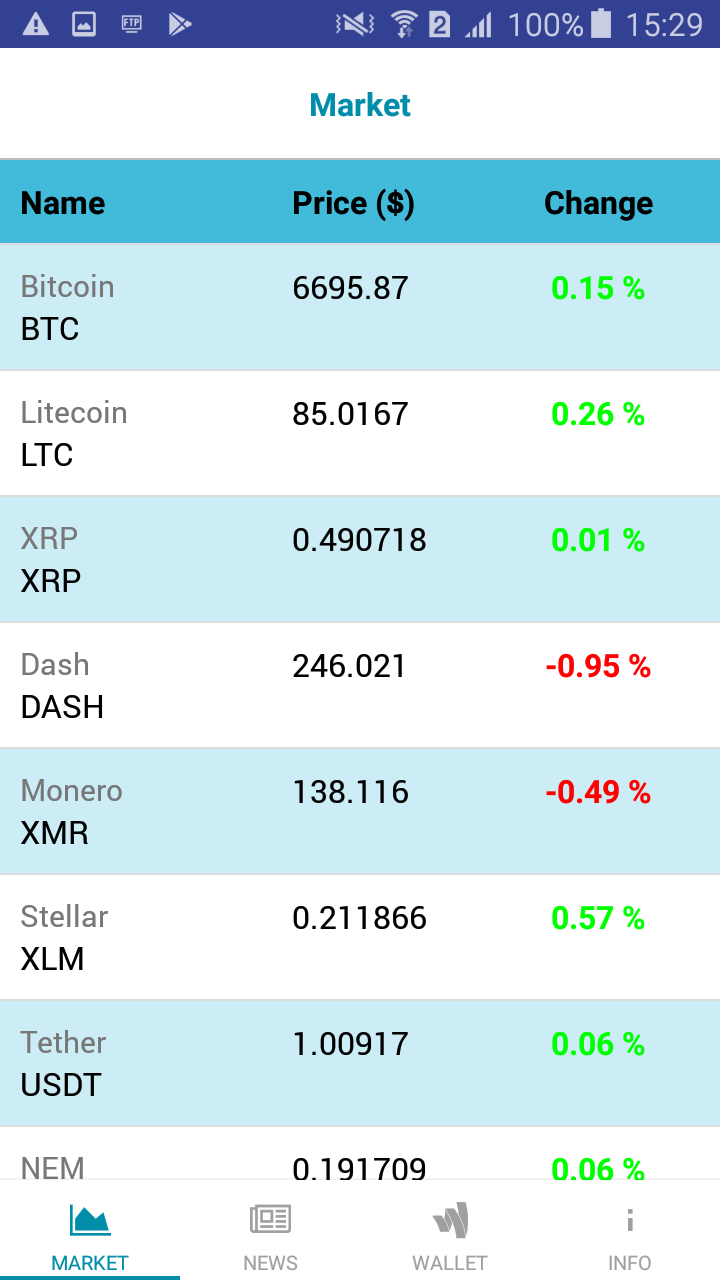 FTP 2 100% 15:29
Market
Name Price ($) Change
Bitcoin 6695.87 0.15 %
BTC
Litecoin 85.0167 0.26 %
LTC
XRP 0.490718 0.01 %
XRP
Dash 246.021 -0.95 %
DASH
Monero 138.116 -0.49 %
XMR
Stellar 0.211866 0.57 %
XLM
Tether 1.00917 0.06 %
USDT
NEM 0.191709 0.06 %
MARKET NEWS WALLET INFO